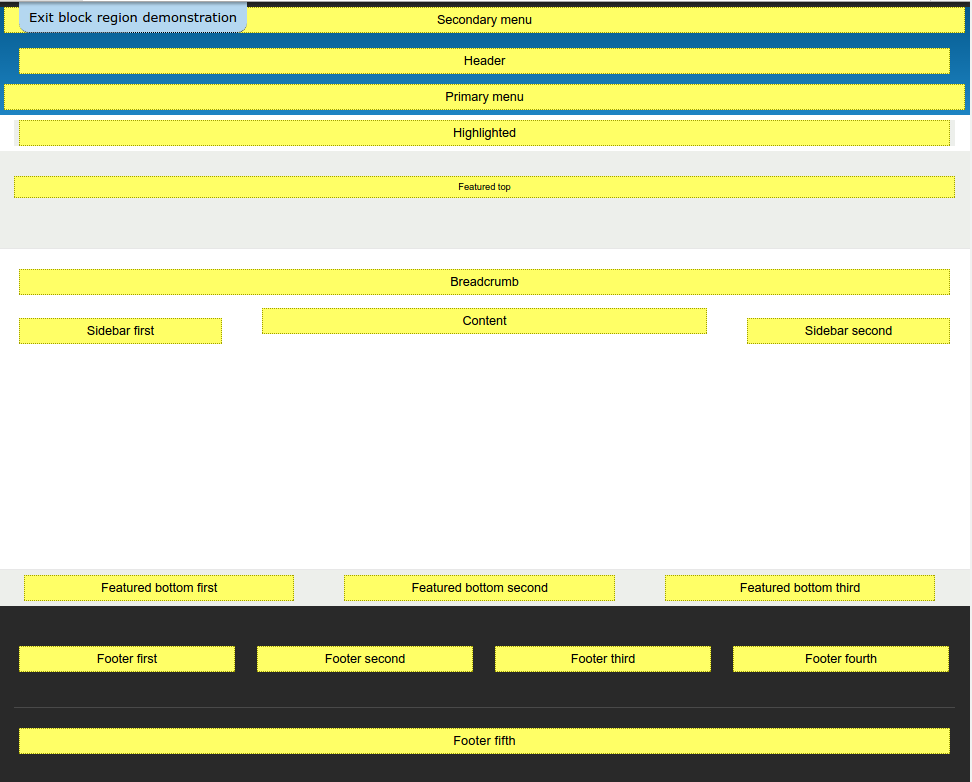 Exit block region demonstration
Secondary menu
Header
Primary menu
Highlighted
Featured top
Breadcrumb
Content
Sidebar first
Sidebar second
Featured bottom first
Featured bottom second
Featured bottom third
Footer first
Footer second
Footer third
Footer fourth
Footer fifth